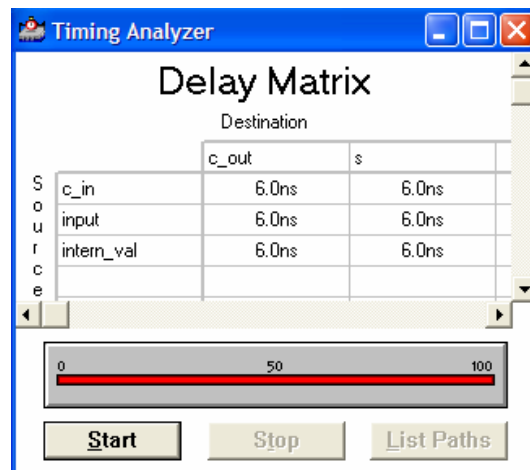 Timing Analyzer
Delay Matrix
Destination
c_out s
Source
c_in 6.0ns 6.0ns
input 6.0ns 6.0ns
intern_val 6.0ns 6.0ns
0 50 100
Start Stop List Paths